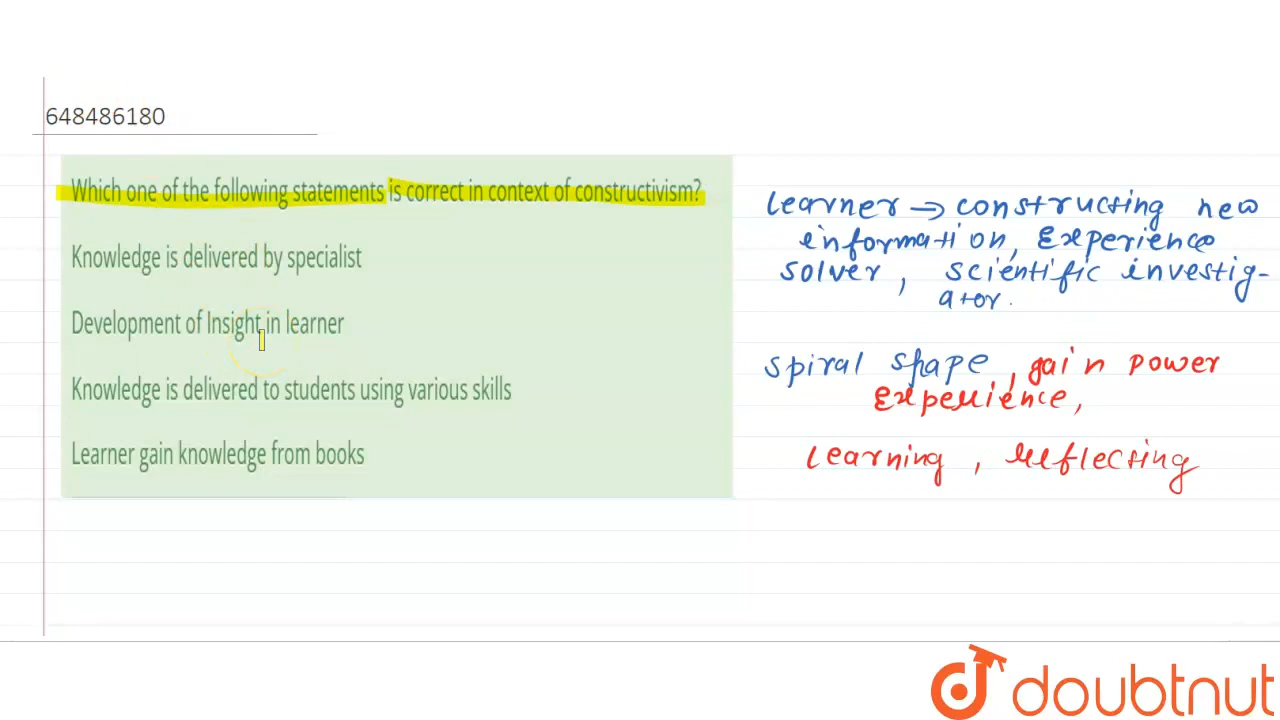 648486180
Which one of the following statements is correct in context of constructivism?
Knowledge is delivered by specialist
Development of Insight in learner
Knowledge is delivered to students using various skills
Learner gain knowledge from books
learner → constructing new
information, Experience
solver, scientific investig-
ator.
spiral shape, gain power
Experience,
learning, reflecting
doubtnut